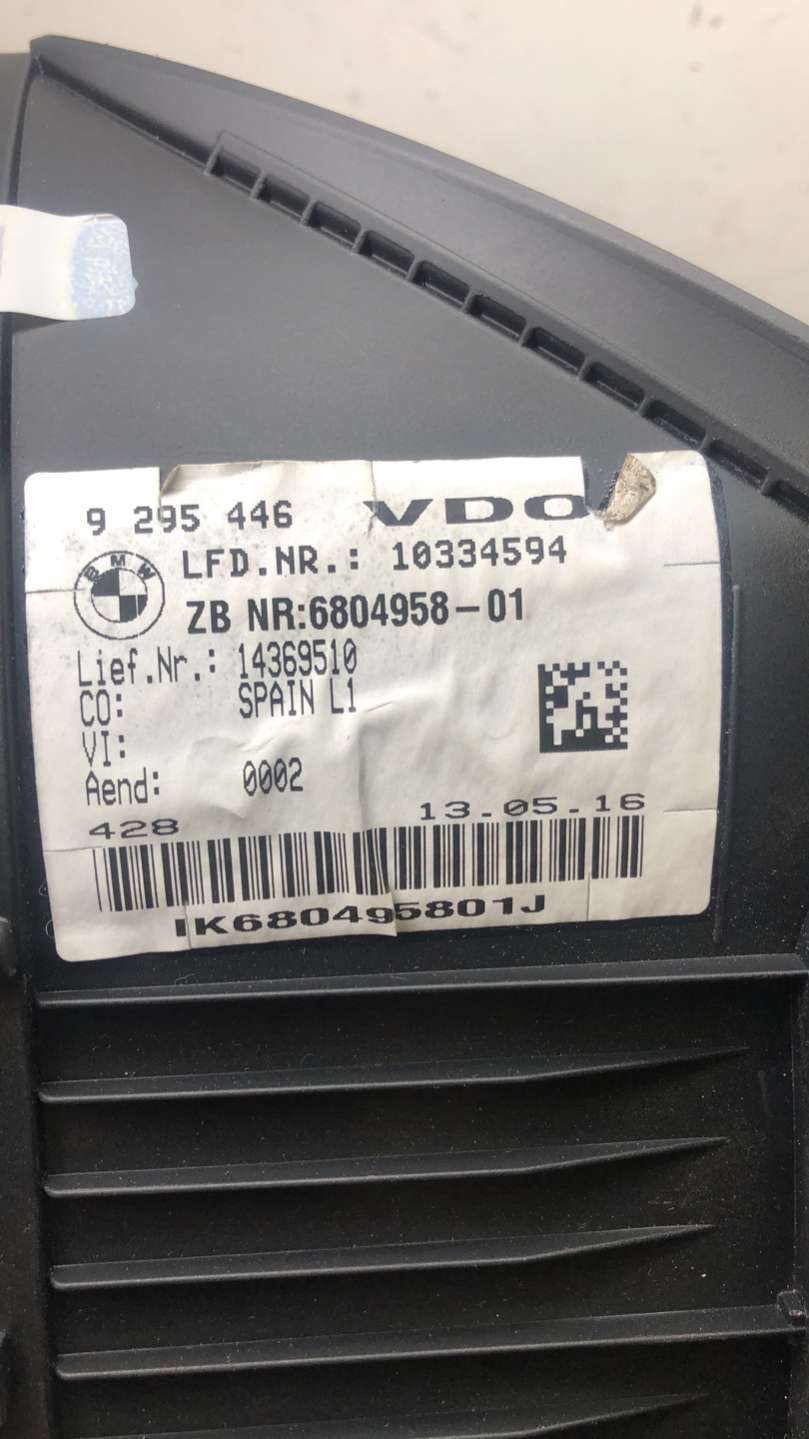 9 295 446 VDO
BMW
LFD.NR.: 10334594
ZB NR:6804958-01
Lief.Nr.: 14369510
CO: SPAIN L1
VI:
Aend: 0002
428 13.05.16
IK680495801J